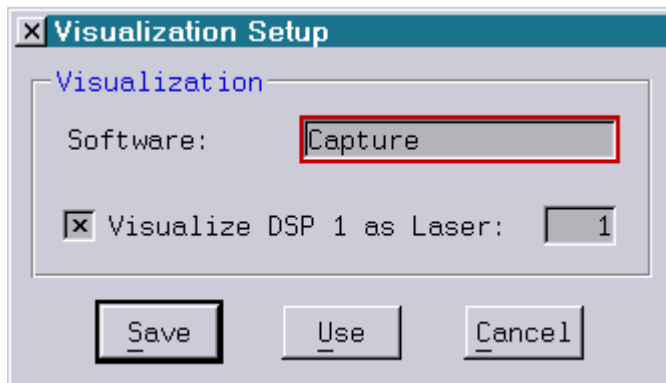 Visualization Setup
Visualization
Software: Capture
Visualize DSP 1 as Laser: 1
Save Use Cancel